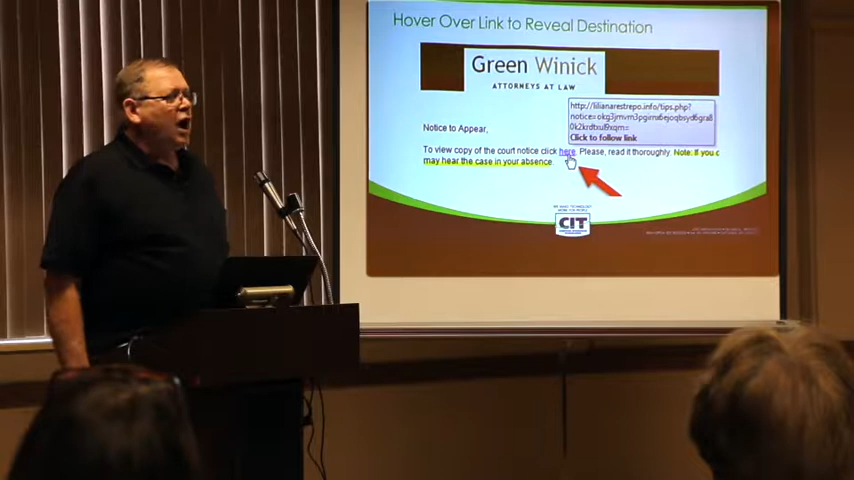 Hover Over Link to Reveal Destination
Green Winick
ATTORNEYS AT LAW
http://lilianarestrepo.info/tips.php?
Click to follow link
Notice to Appear,
To view copy of the court notice click here. Please, read it thoroughly. Note: If you c
may hear the case in your absence.
CIT